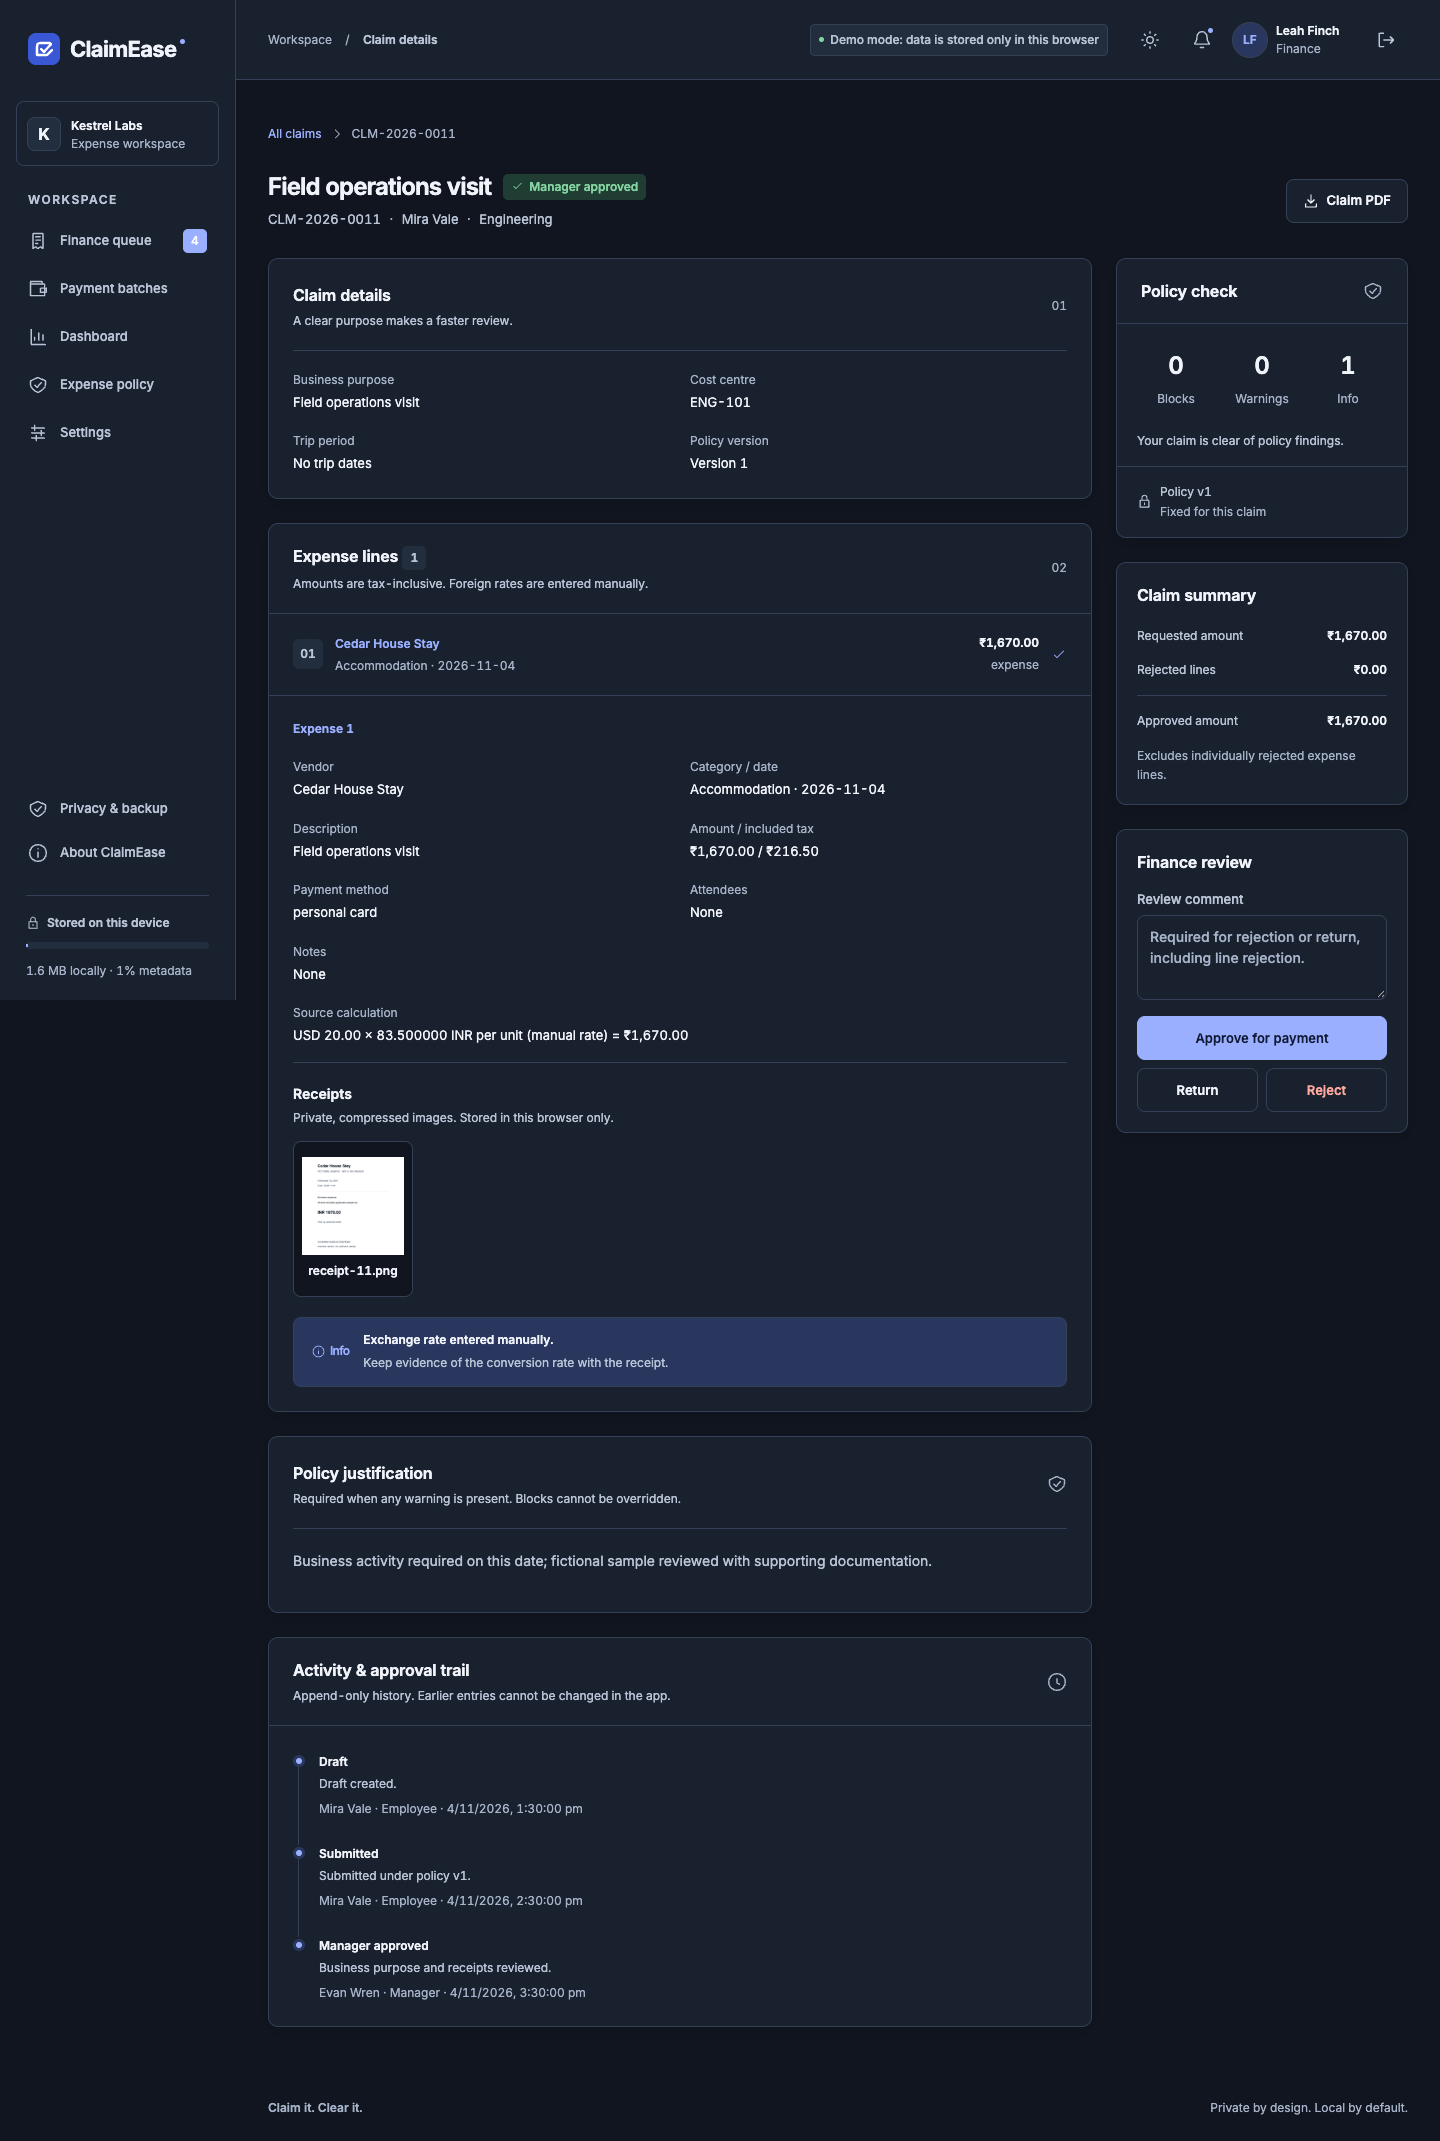 ClaimEase
Workspace / Claim details
Demo mode: data is stored only in this browser
LF
Leah Finch
Finance
K
Kestrel Labs
Expense workspace
WORKSPACE
Finance queue 4
Payment batches
Dashboard
Expense policy
Settings
Privacy & backup
About ClaimEase
Stored on this device
1.6 MB locally · 1% metadata
All claims > CLM-2026-0011
Field operations visit
Manager approved
CLM-2026-0011 · Mira Vale · Engineering
Claim PDF
Claim details
A clear purpose makes a faster review.
01
Business purpose
Field operations visit
Cost centre
ENG-101
Trip period
No trip dates
Policy version
Version 1
Expense lines 1
Amounts are tax-inclusive. Foreign rates are entered manually.
02
01
Cedar House Stay
Accommodation · 2026-11-04
₹1,670.00
expense
Expense 1
Vendor
Cedar House Stay
Category / date
Accommodation · 2026-11-04
Description
Field operations visit
Amount / included tax
₹1,670.00 / ₹216.50
Payment method
personal card
Attendees
None
Notes
None
Source calculation
USD 20.00 × 83.500000 INR per unit (manual rate) = ₹1,670.00
Receipts
Private, compressed images. Stored in this browser only.
Cedar House Stay
INR 1670.00
receipt-11.png
Info
Exchange rate entered manually.
Keep evidence of the conversion rate with the receipt.
Policy justification
Required when any warning is present. Blocks cannot be overridden.
Business activity required on this date; fictional sample reviewed with supporting documentation.
Activity & approval trail
Append-only history. Earlier entries cannot be changed in the app.
Draft
Draft created.
Mira Vale · Employee · 4/11/2026, 1:30:00 pm
Submitted
Submitted under policy v1.
Mira Vale · Employee · 4/11/2026, 2:30:00 pm
Manager approved
Business purpose and receipts reviewed.
Evan Wren · Manager · 4/11/2026, 3:30:00 pm
Policy check
0 0 1
Blocks Warnings Info
Your claim is clear of policy findings.
Policy v1
Fixed for this claim
Claim summary
Requested amount ₹1,670.00
Rejected lines ₹0.00
Approved amount ₹1,670.00
Excludes individually rejected expense
lines.
Finance review
Review comment
Required for rejection or return,
including line rejection.
Approve for payment
Return
Reject
Claim it. Clear it.
Private by design. Local by default.